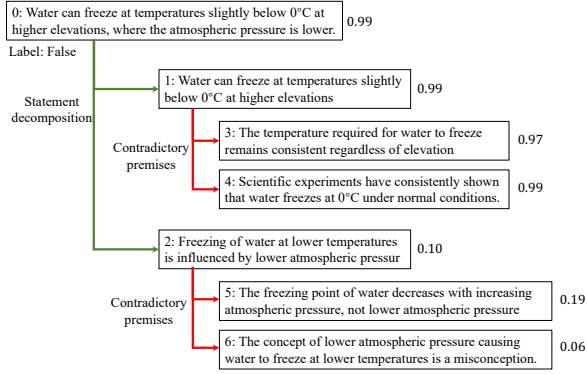 0: Water can freeze at temperatures slightly below 0°C at
higher elevations, where the atmospheric pressure is lower.
0.99
Label: False
Statement
decomposition
1: Water can freeze at temperatures slightly
below 0°C at higher elevations
0.99
Contradictory
premises
3: The temperature required for water to freeze
remains consistent regardless of elevation
0.97
4: Scientific experiments have consistently shown
that water freezes at 0°C under normal conditions.
0.99
2: Freezing of water at lower temperatures
is influenced by lower atmospheric pressur
0.10
Contradictory
premises
5: The freezing point of water decreases with increasing
atmospheric pressure, not lower atmospheric pressure
0.19
6: The concept of lower atmospheric pressure causing
water to freeze at lower temperatures is a misconception.
0.06